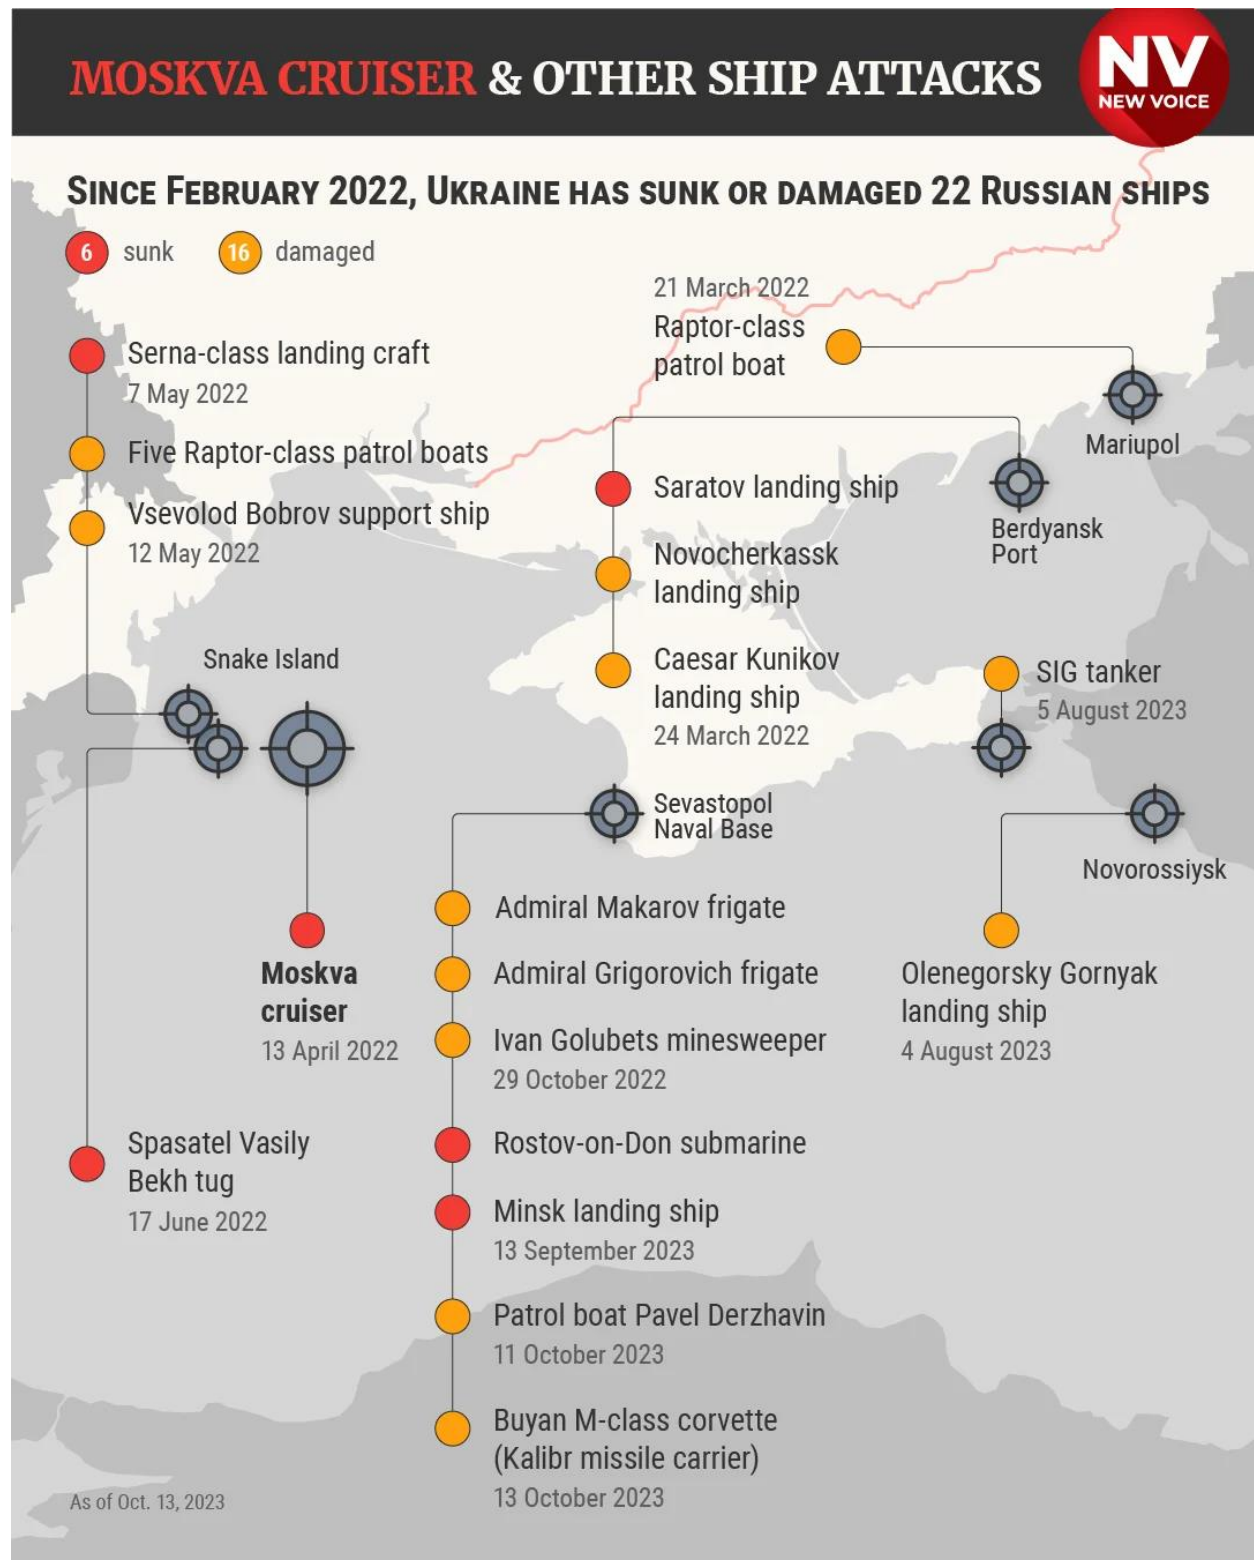 MOSKVA CRUISER & OTHER SHIP ATTACKS
NV
NEW VOICE
SINCE FEBRUARY 2022, UKRAINE HAS SUNK OR DAMAGED 22 RUSSIAN SHIPS
6 sunk
16 damaged
Serna-class landing craft
7 May 2022
Five Raptor-class patrol boats
Vsevolod Bobrov support ship
12 May 2022
Snake Island
21 March 2022
Raptor-class
patrol boat
Mariupol
Saratov landing ship
Novocherkassk
landing ship
Caesar Kunikov
landing ship
24 March 2022
Berdyansk
Port
SIG tanker
5 August 2023
Sevastopol
Naval Base
Novorossiysk
Moskva
cruiser
13 April 2022
Admiral Makarov frigate
Admiral Grigorovich frigate
Ivan Golubets minesweeper
29 October 2022
Olenegorsky Gornyak
landing ship
4 August 2023
Spasatel Vasily
Bekh tug
17 June 2022
Rostov-on-Don submarine
Minsk landing ship
13 September 2023
Patrol boat Pavel Derzhavin
11 October 2023
Buyan M-class corvette
(Kalibr missile carrier)
13 October 2023
As of Oct. 13, 2023